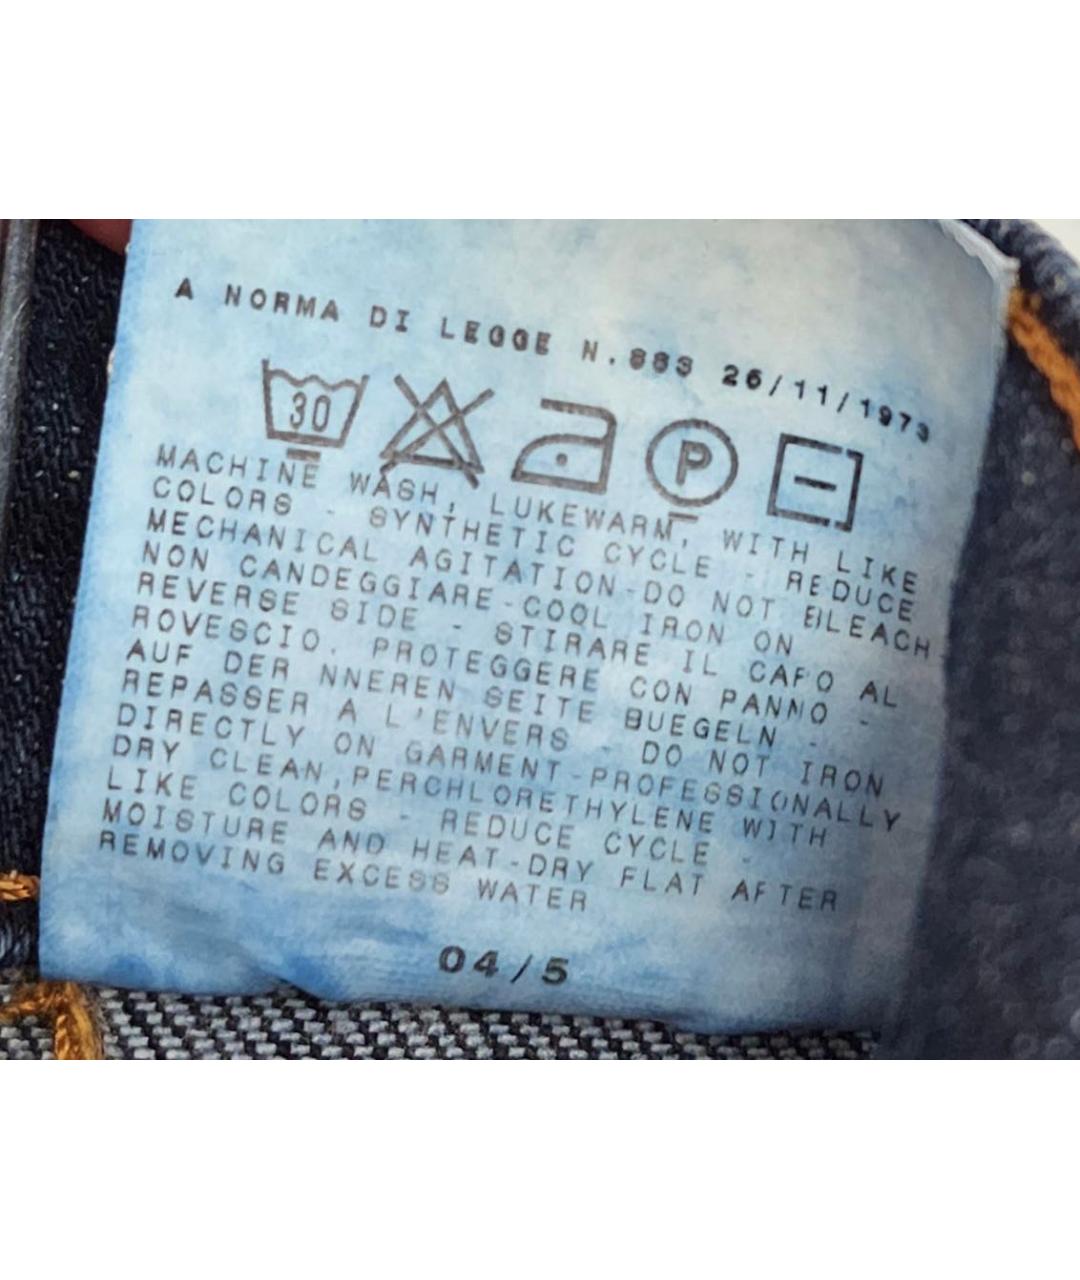 A NORMA DI LEGGE N.883 26/11/1973
30 P
MACHINE WASH, LUKEWARM, WITH LIKE
COLORS - SYNTHETIC CYCLE - REDUCE
MECHANICAL AGITATION-DO NOT BLEACH
NON CANDEGGIARE-COOL IRON ON
REVERSE SIDE - STIRARE IL CAPO AL
ROVESCIO, PROTEGGERE CON PANNO -
AUF DER NNEREN SEITE BUEGELN -
REPASSER A L'ENVERS - DO NOT IRON
DIRECTLY ON GARMENT-PROFESSIONALLY
DRY CLEAN,PERCHLORETHYLENE WITH
LIKE COLORS - REDUCE CYCLE -
MOISTURE AND HEAT-DRY FLAT AFTER
REMOVING EXCESS WATER
04/5